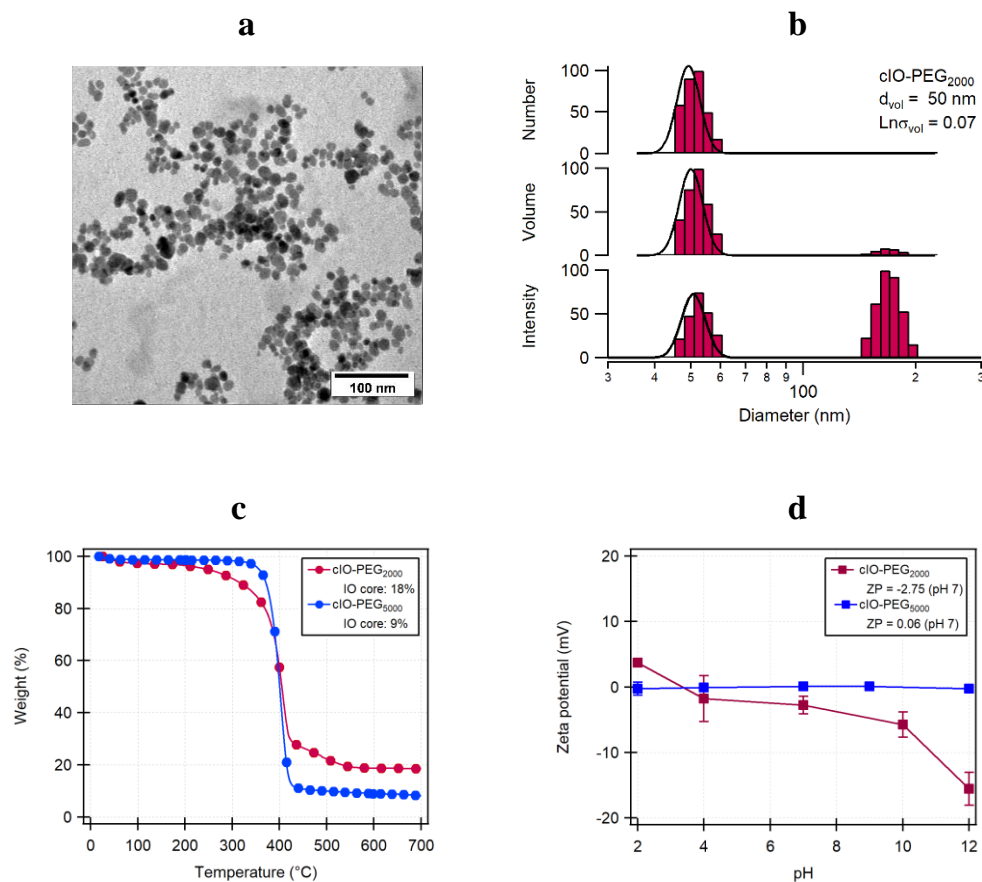 a
100 nm
b
cIO-PEG2000
dvol = 50 nm
Lnσvol = 0.07
Number
100
50
0
Volume
100
50
0
Intensity
100
50
0
3 4 5 6 7 8 9 100 2 3
Diameter (nm)
c
Weight (%)
100
80
60
40
20
0
cIO-PEG2000
IO core: 18%
cIO-PEG5000
IO core: 9%
0 100 200 300 400 500 600 700
Temperature (°C)
d
Zeta potential (mV)
20
10
0
-10
-20
cIO-PEG2000
ZP = -2.75 (pH 7)
cIO-PEG5000
ZP = 0.06 (pH 7)
2 4 6 8 10 12
pH